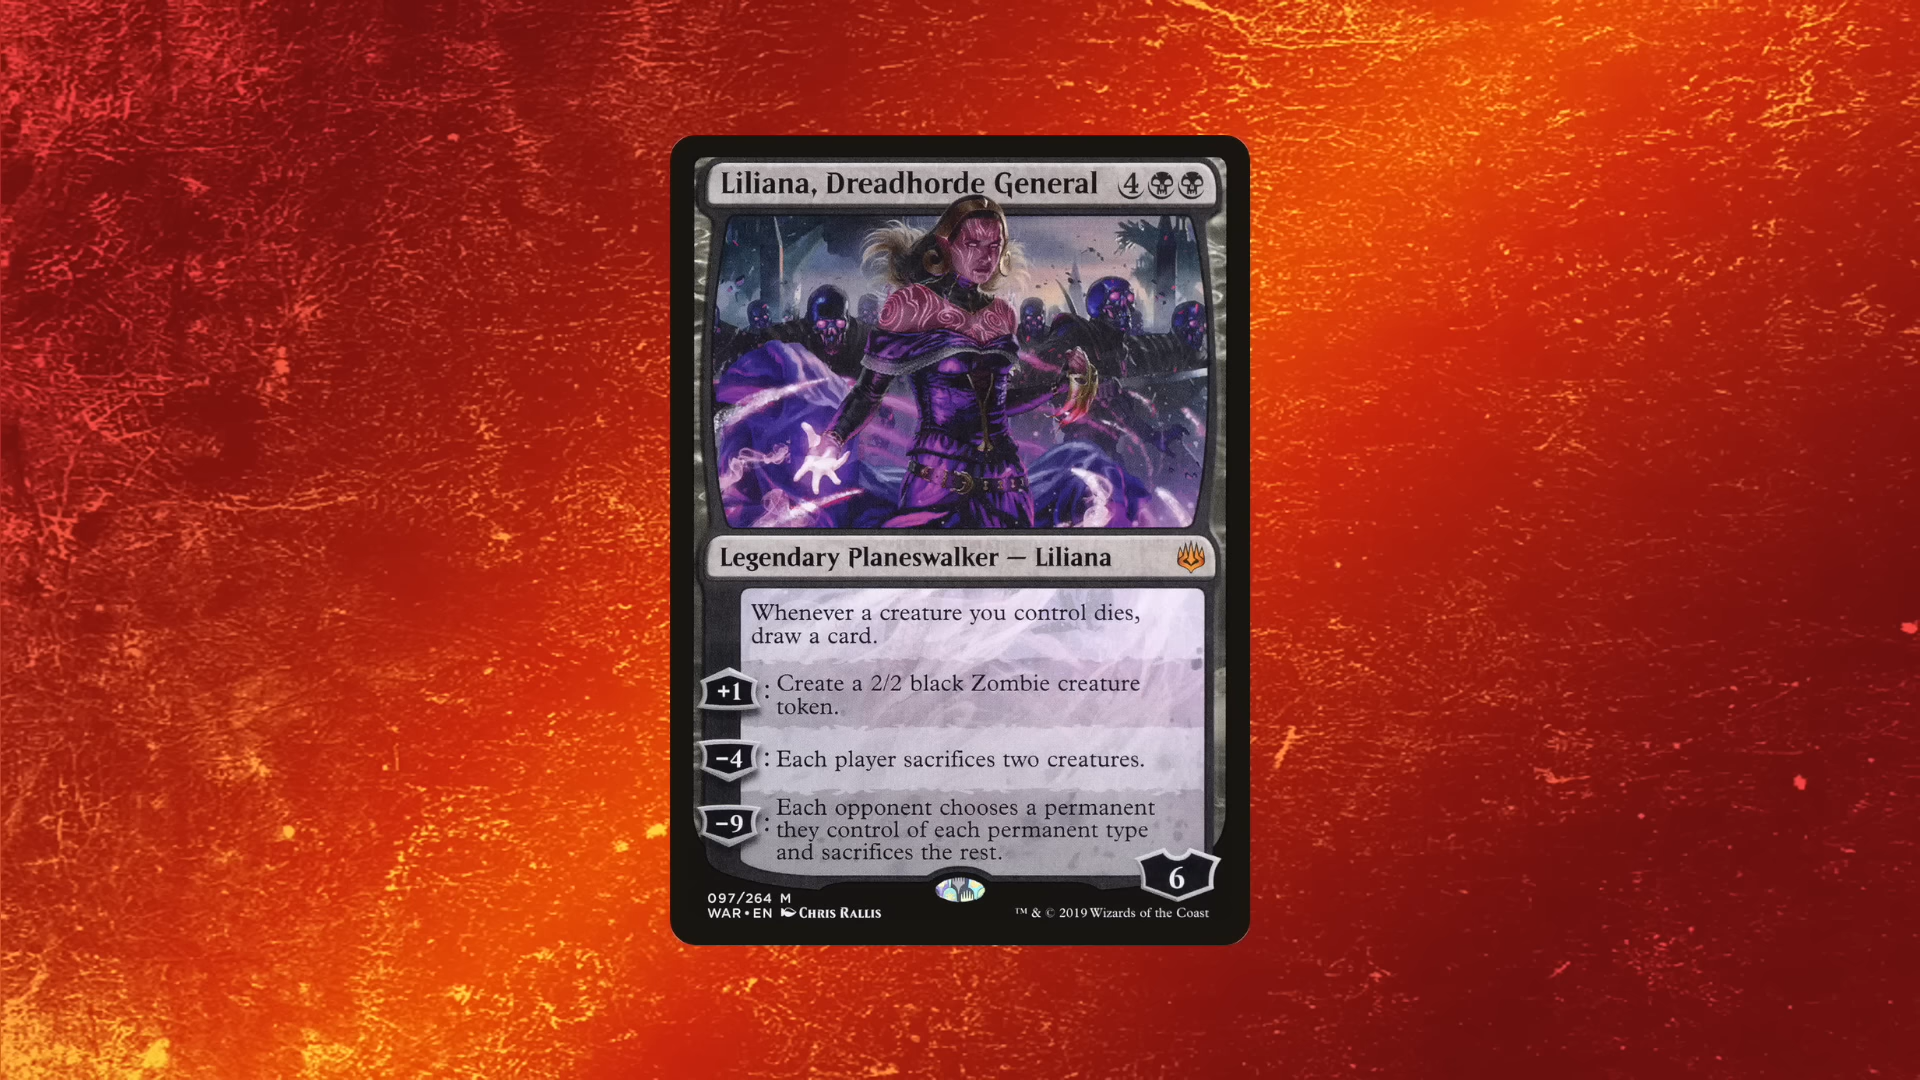 Liliana, Dreadhorde General 4
Legendary Planeswalker — Liliana
Whenever a creature you control dies,
draw a card.
+1 : Create a 2/2 black Zombie creature
token.
−4 : Each player sacrifices two creatures.
−9 : Each opponent chooses a permanent
they control of each permanent type
and sacrifices the rest.
6
097/264 M
WAR • EN Chris Rallis
™ & © 2019 Wizards of the Coast